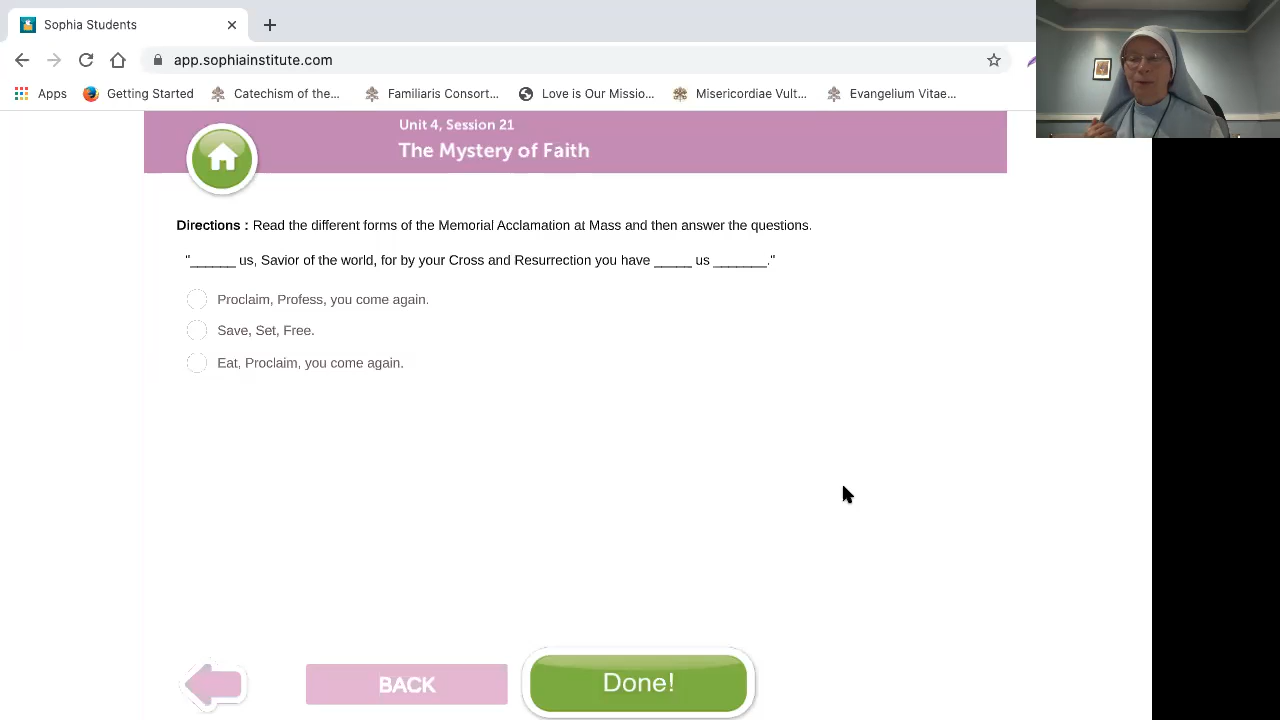 Sophia Students
app.sophiainstitute.com
Apps Getting Started Catechism of the... Familiaris Consort... Love is Our Missio... Misericordiae Vult... Evangelium Vitae...
Unit 4, Session 21
The Mystery of Faith
Directions : Read the different forms of the Memorial Acclamation at Mass and then answer the questions.
"______ us, Savior of the world, for by your Cross and Resurrection you have _____ us _______."
Proclaim, Profess, you come again.
Save, Set, Free.
Eat, Proclaim, you come again.
BACK Done!